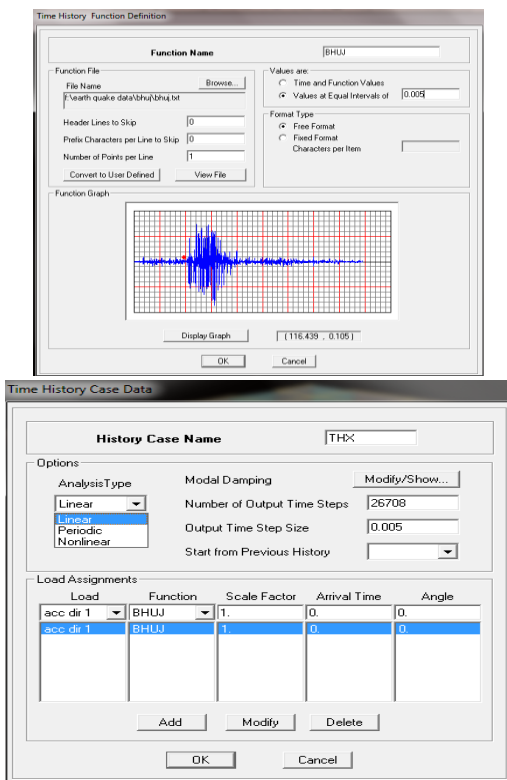 Time History Function Definition
Function Name
BHUJ
Function File
File Name
Browse...
f:\earth quake data\bhuj\bhuj.txt
Header Lines to Skip
0
Prefix Characters per Line to Skip
0
Number of Points per Line
1
Convert to User Defined
View File
Values are:
Time and Function Values
Values at Equal Intervals of
0.005
Format Type
Free Format
Fixed Format
Characters per Item
Function Graph
Display Graph
(116.439 , 0.105)
OK
Cancel
Time History Case Data
History Case Name
THX
Options
AnalysisType
Linear
Linear
Periodic
Nonlinear
Modal Damping
Modify/Show...
Number of Output Time Steps
26708
Output Time Step Size
0.005
Start from Previous History
Load Assignments
Load Function Scale Factor Arrival Time Angle
acc dir 1 BHUJ 1. 0. 0.
acc dir 1 BHUJ 1. 0. 0.
Add Modify Delete
OK Cancel